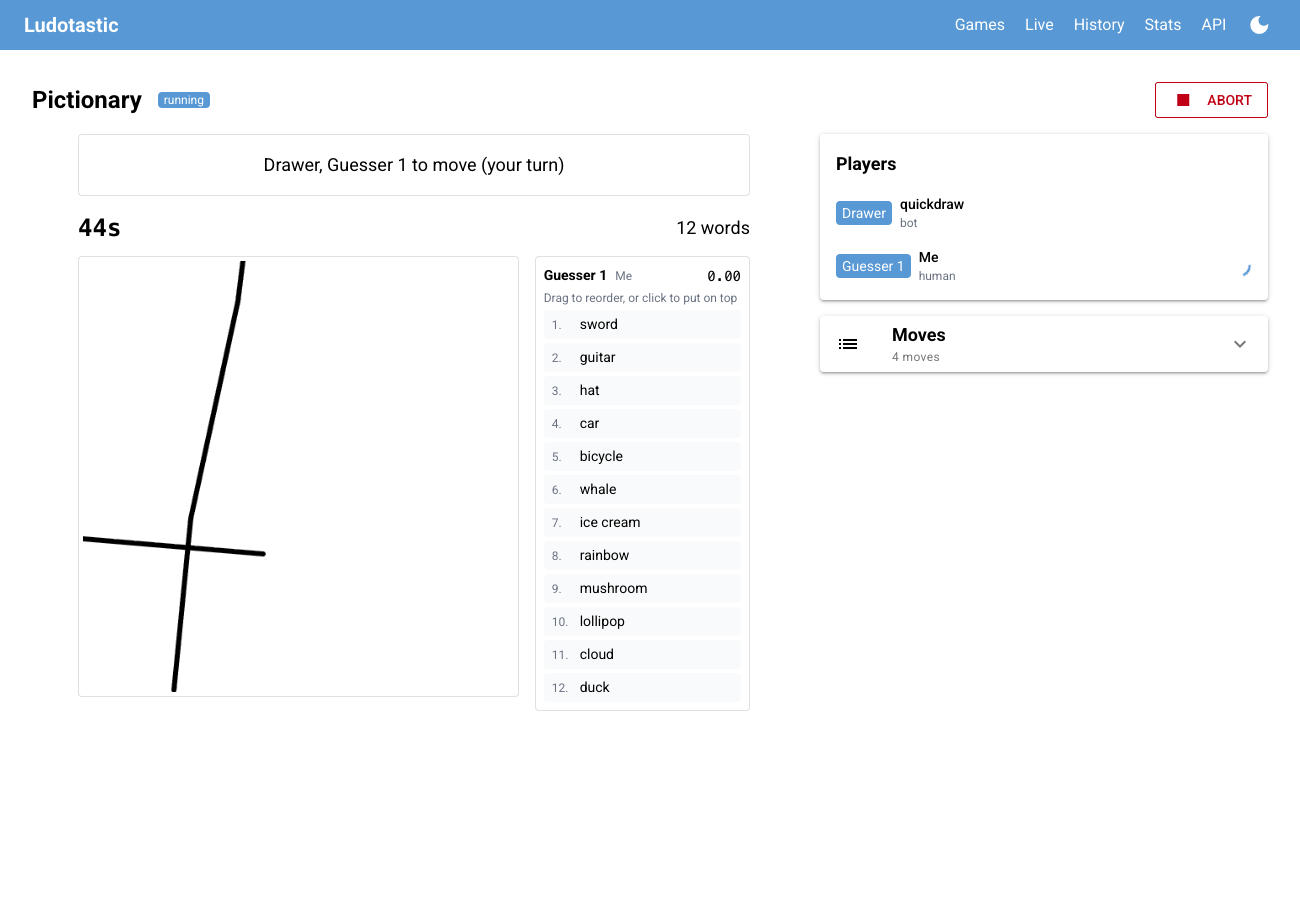 Ludotastic
Games Live History Stats API
Pictionary running
ABORT
Drawer, Guesser 1 to move (your turn)
44s
12 words
Guesser 1 Me 0.00
Drag to reorder, or click to put on top
1. sword
2. guitar
3. hat
4. car
5. bicycle
6. whale
7. ice cream
8. rainbow
9. mushroom
10. lollipop
11. cloud
12. duck
Players
Drawer quickdraw
bot
Guesser 1 Me
human
Moves
4 moves